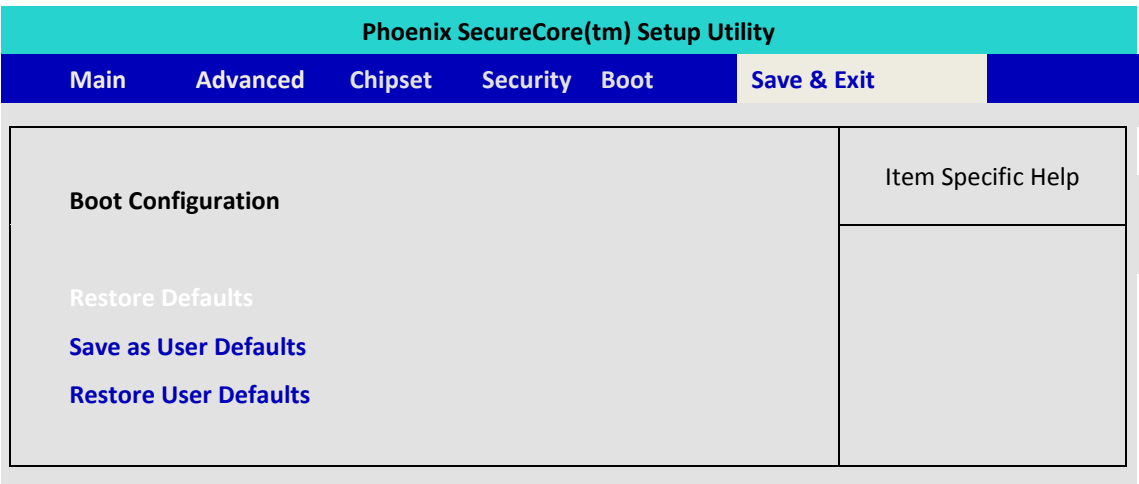 Phoenix SecureCore(tm) Setup Utility
Main Advanced Chipset Security Boot Save & Exit
Item Specific Help
Boot Configuration
Restore Defaults
Save as User Defaults
Restore User Defaults